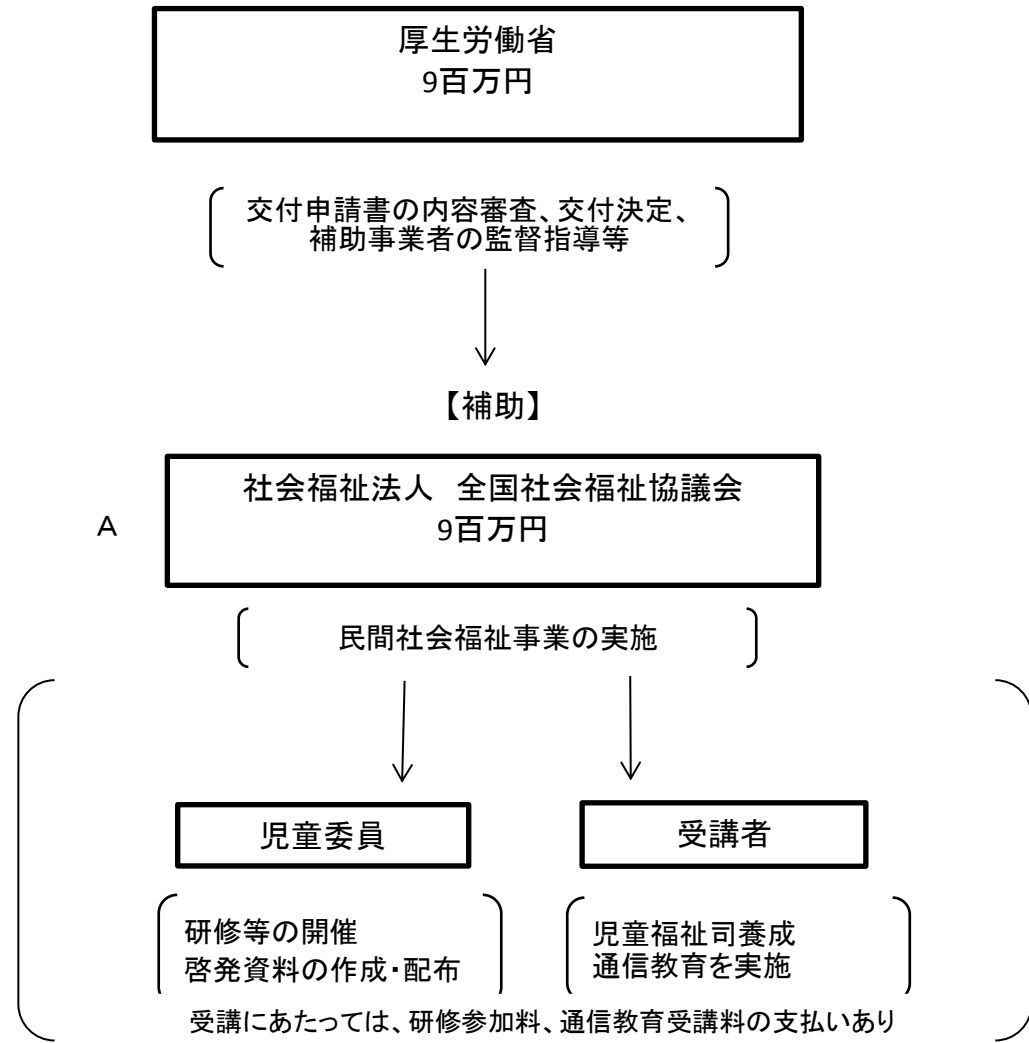 厚生労働省
9百万円
交付申請書の内容審査、交付決定、
補助事業者の監督指導等
【補助】
A
社会福祉法人　全国社会福祉協議会
9百万円
民間社会福祉事業の実施
児童委員
受講者
研修等の開催
啓発資料の作成・配布
児童福祉司養成
通信教育を実施
受講にあたっては、研修参加料、通信教育受講料の支払いあり